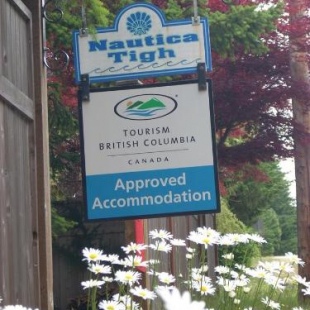 Nautica
Tigh
TOURISM
BRITISH COLUMBIA
CANADA
Approved
Accommodation